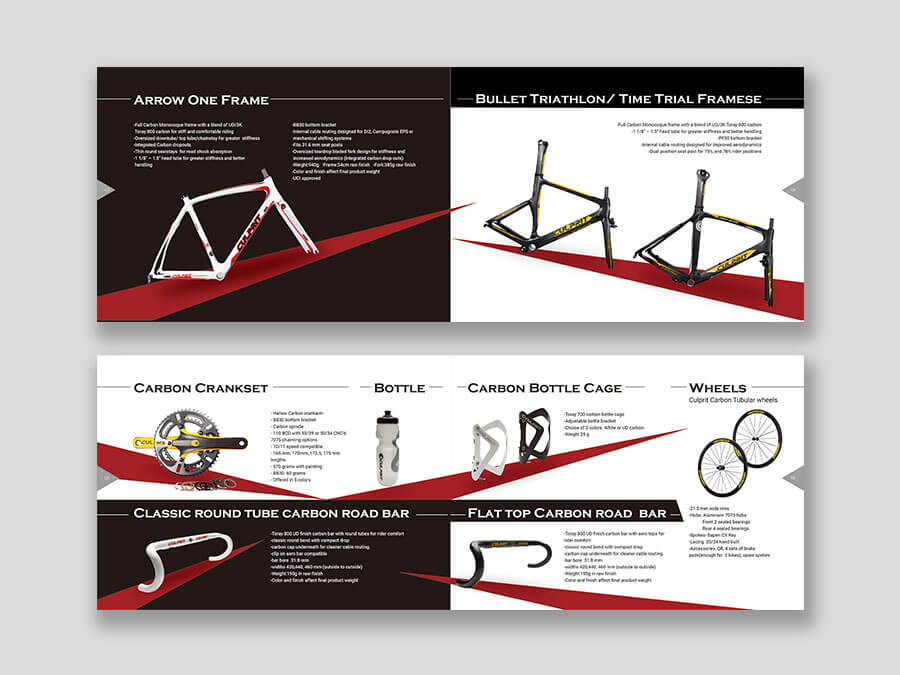 ARROW ONE FRAME
-Full Carbon Monocoque frame with a blend of UD/3K
Toray 800 carbon for stiff and comfortable riding
-Oversized downtube/ top tube/chainstay for greater stiffness
-Integrated Carbon dropouts
-Thin round seatstays for road shock absorption
-1 1/8" – 1.5" head tube for greater stiffness and better
handling
-BB30 bottom bracket
-Internal cable routing designed for Di2, Campagnolo EPS or
mechanical shifting systems
-Fits 31.6 mm seat posts
-Oversized teardrop bladed fork design for stiffness and
increased aerodynamics (integrated carbon drop outs)
-Weight 940g -Frame 54cm raw finish -Fork 385g raw finish
-Color and finish affect final product weight
-UCI approved
CULPRIT
BULLET TRIATHLON/ TIME TRIAL FRAMESE
-Full Carbon Monocoque frame with a blend of UD/3K Toray 800 carbon
-1 1/8" – 1.5" head tube for greater stiffness and better handling
-PF30 bottom bracket
-Internal cable routing designed for improved aerodynamics
-Dual position seat post for 75% and 78% rider positions
CULPRIT
CULPRIT
CARBON CRANKSET
- Hollow Carbon crankarm
- BB30 bottom bracket
- Carbon spindle
- 110 BCD with 53/39 or 50/34 CNC'd
7075 chainring options
- 10/11 speed compatible
- 165 mm, 170mm, 172.5, 175 mm
lengths
- 670 grams with painting
- BB30- 60 grams
- Offered in 5 colors
BOTTLE
CULPRIT
CARBON BOTTLE CAGE
-Toray 700 carbon bottle cage
-Adjustable bottle bracket
-Choice of 2 colors White or UD carbon
-Weight 25 g
WHEELS
Culprit Carbon Tubular wheels
-21.5 mm wide rims
-Hubs- Aluminum 7075 hubs
Front 2 sealed bearings
Rear 4 sealed bearings
-Spokes- Sapim CX Ray
-Lacing 20/24 hand built
-Accessories, QR, 4 sets of brake
pads(enough for 2 bikes), spare spokes
CLASSIC ROUND TUBE CARBON ROAD BAR
-Toray 800 UD finish carbon bar with round tubes for rider comfort
-classic round bend with compact drop
-carbon cap underneath for cleaner cable routing.
-clip on aero bar compatible
-bar bore 31.8 mm
-widths 420,440, 460 mm (outside to outside)
-Weight 190g in raw finish
-Color and finish affect final product weight
FLAT TOP CARBON ROAD BAR
-Toray 800 UD finish carbon bar with aero tops for
rider comfort
-classic round bend with compact drop
-carbon cap underneath for cleaner cable routing.
-bar bore 31.8 mm
-widths 420,440, 460 mm (outside to outside)
-Weight 195g in raw finish
-Color and finish affect final product weight